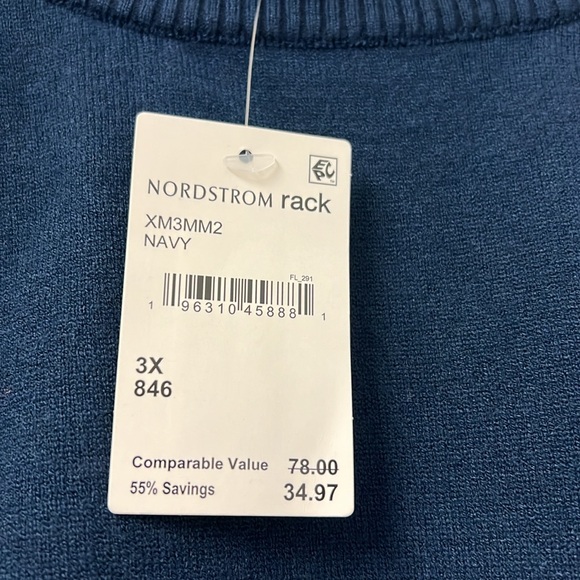 NORDSTROM rack
XM3MM2
NAVY
FL_291
1 96310 45888 1
3X
846
Comparable Value 78.00
55% Savings 34.97